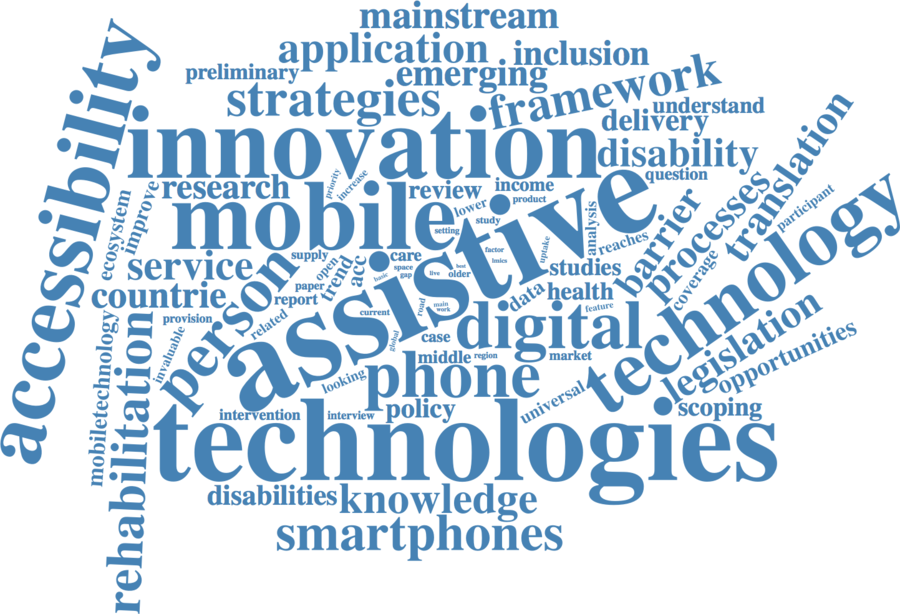 mainstream
application
inclusion
preliminary
emerging
strategies
framework
understand
delivery
accessibility
innovation
disability
translation
question
research
priority
increase
review
income
product
mobile
lower
study
setting
assistive
processes
participant
technology
barrier
ecosystem
improve
analysis
reaches
uptake
factor
service
person
supply
open
trend
acc
care
space
gap
basic
live
older
studies
coverage
countrie
paper
report
data
health
feature
legislation
opportunities
provision
related
current
global
road
main
work
digital
case
mobiletechnology
rehabilitation
invaluable
looking
middle
region
market
phone
universal
intervention
interview
policy
scoping
technologies
disabilities
knowledge
smartphones